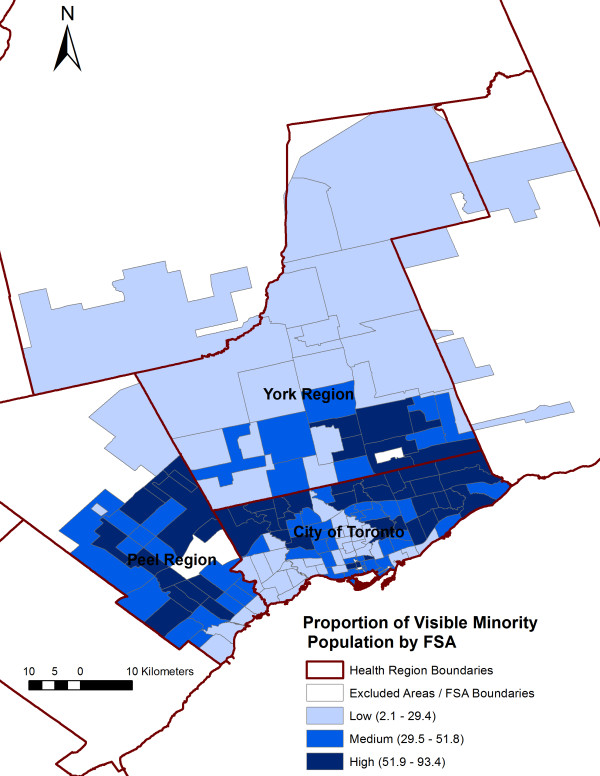 N
York Region
City of Toronto
Peel Region
Proportion of Visible Minority
Population by FSA
10 5 0 10 Kilometers
Health Region Boundaries
Excluded Areas / FSA Boundaries
Low (2.1 - 29.4)
Medium (29.5 - 51.8)
High (51.9 - 93.4)